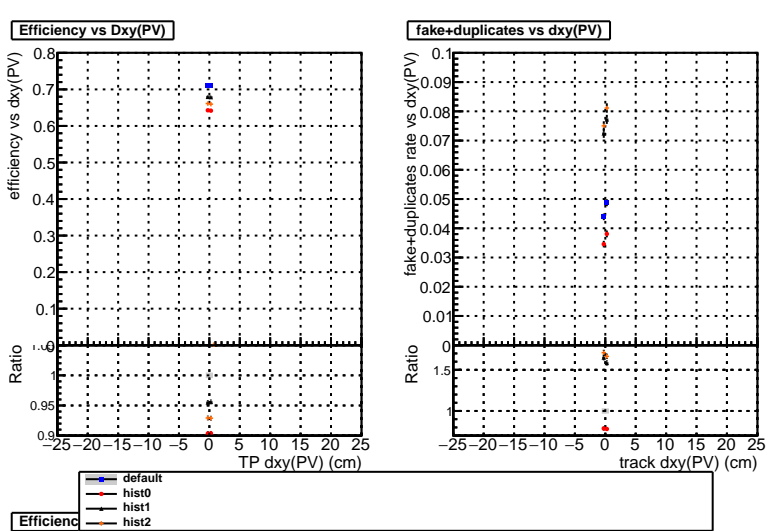 Efficiency vs Dxy(PV)
efficiency vs dxy(PV)
0.8
0.7
0.6
0.5
0.4
0.3
0.2
0.1
0
Ratio
1
0.95
0.9
−25 −20 −15 −10 −5 0 5 10 15 20 25
TP dxy(PV) (cm)
fake+duplicates vs dxy(PV)
fake+duplicates rate vs dxy(PV)
0.1
0.09
0.08
0.07
0.06
0.05
0.04
0.03
0.02
0.01
0
Ratio
1.5
1
−25 −20 −15 −10 −5 0 5 10 15 20 25
track dxy(PV) (cm)
default
hist0
hist1
hist2
Efficienc